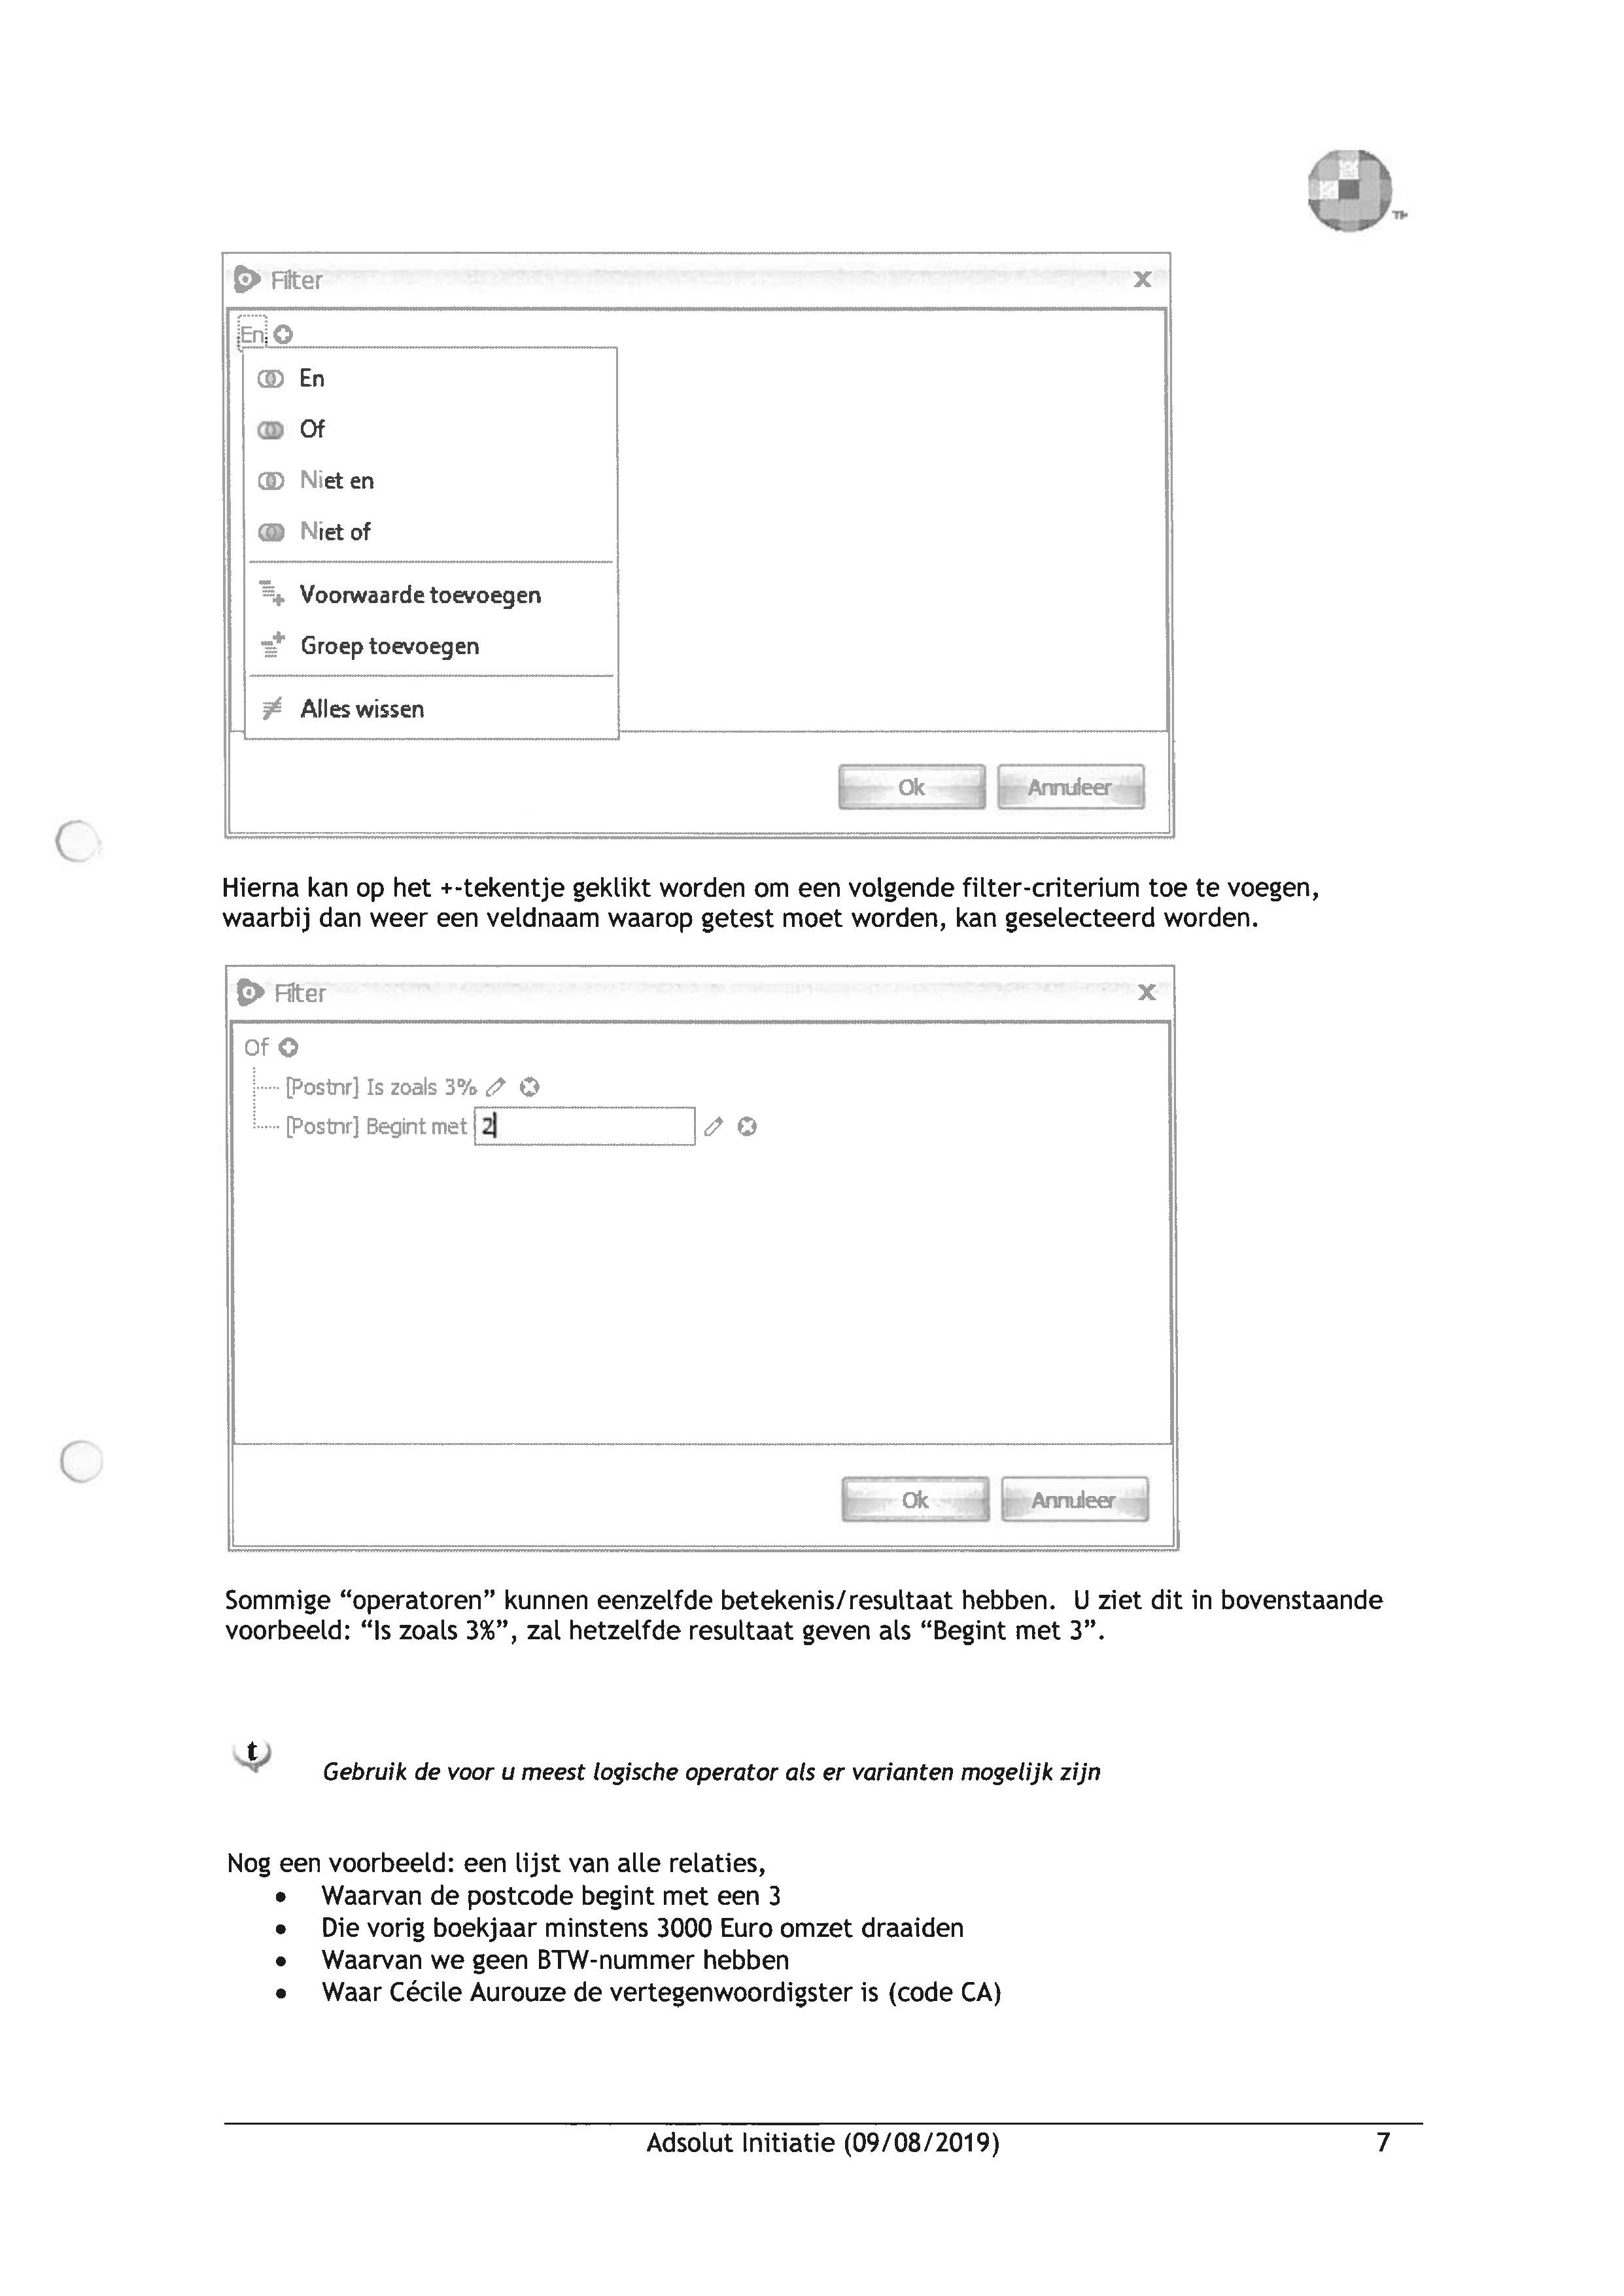 TM
Filter x
En
En
Of
Niet en
Niet of
Voorwaarde toevoegen
Groep toevoegen
Alles wissen
Ok Annuleer
Hierna kan op het +-tekentje geklikt worden om een volgende filter-criterium toe te voegen,
waarbij dan weer een veldnaam waarop getest moet worden, kan geselecteerd worden.
Filter x
Of
[Postnr] Is zoals 3%
[Postnr] Begint met 2
Ok Annuleer
Sommige “operatoren” kunnen eenzelfde betekenis/resultaat hebben. U ziet dit in bovenstaande
voorbeeld: “Is zoals 3%”, zal hetzelfde resultaat geven als “Begint met 3”.
t
Gebruik de voor u meest logische operator als er varianten mogelijk zijn
Nog een voorbeeld: een lijst van alle relaties,
• Waarvan de postcode begint met een 3
• Die vorig boekjaar minstens 3000 Euro omzet draaiden
• Waarvan we geen BTW-nummer hebben
• Waar Cécile Aurouze de vertegenwoordigster is (code CA)
Adsolut Initiatie (09/08/2019) 7